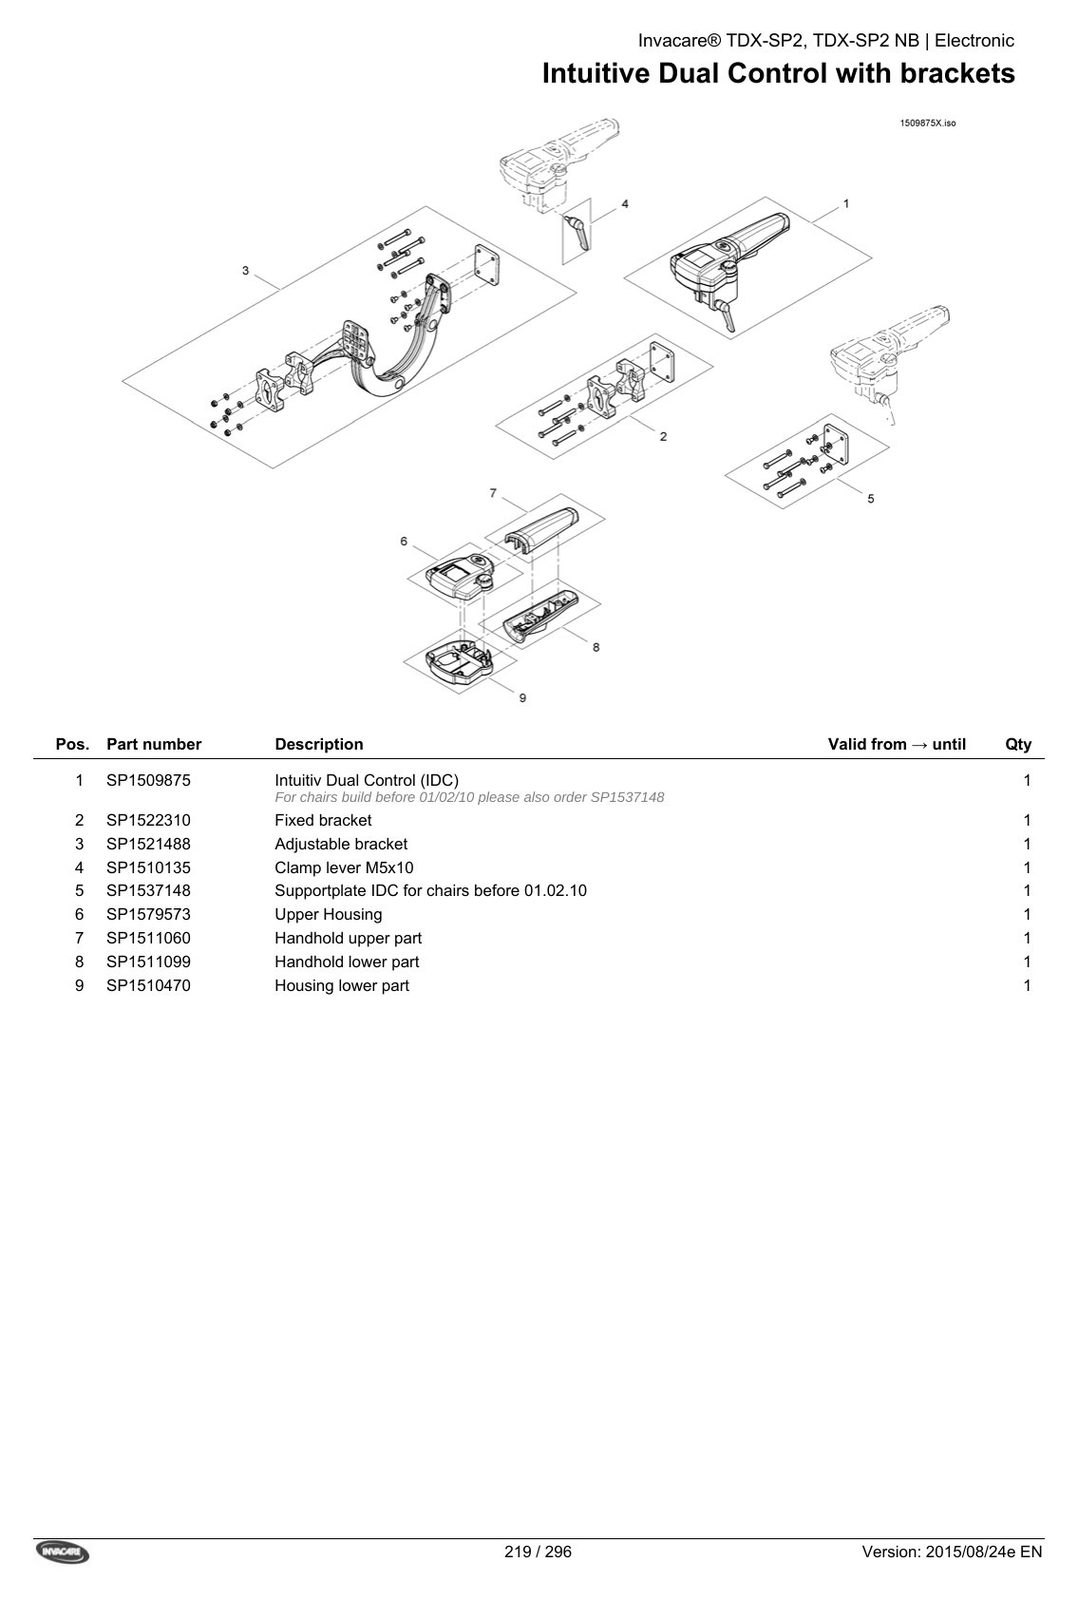 Invacare® TDX-SP2, TDX-SP2 NB | Electronic
Intuitive Dual Control with brackets
1509875X.iso
4
1
3
2
5
7
6
8
9
Pos. Part number Description Valid from → until Qty
1 SP1509875 Intuitiv Dual Control (IDC) 1
For chairs build before 01/02/10 please also order SP1537148
2 SP1522310 Fixed bracket 1
3 SP1521488 Adjustable bracket 1
4 SP1510135 Clamp lever M5x10 1
5 SP1537148 Supportplate IDC for chairs before 01.02.10 1
6 SP1579573 Upper Housing 1
7 SP1511060 Handhold upper part 1
8 SP1511099 Handhold lower part 1
9 SP1510470 Housing lower part 1
INVACARE 219 / 296 Version: 2015/08/24e EN